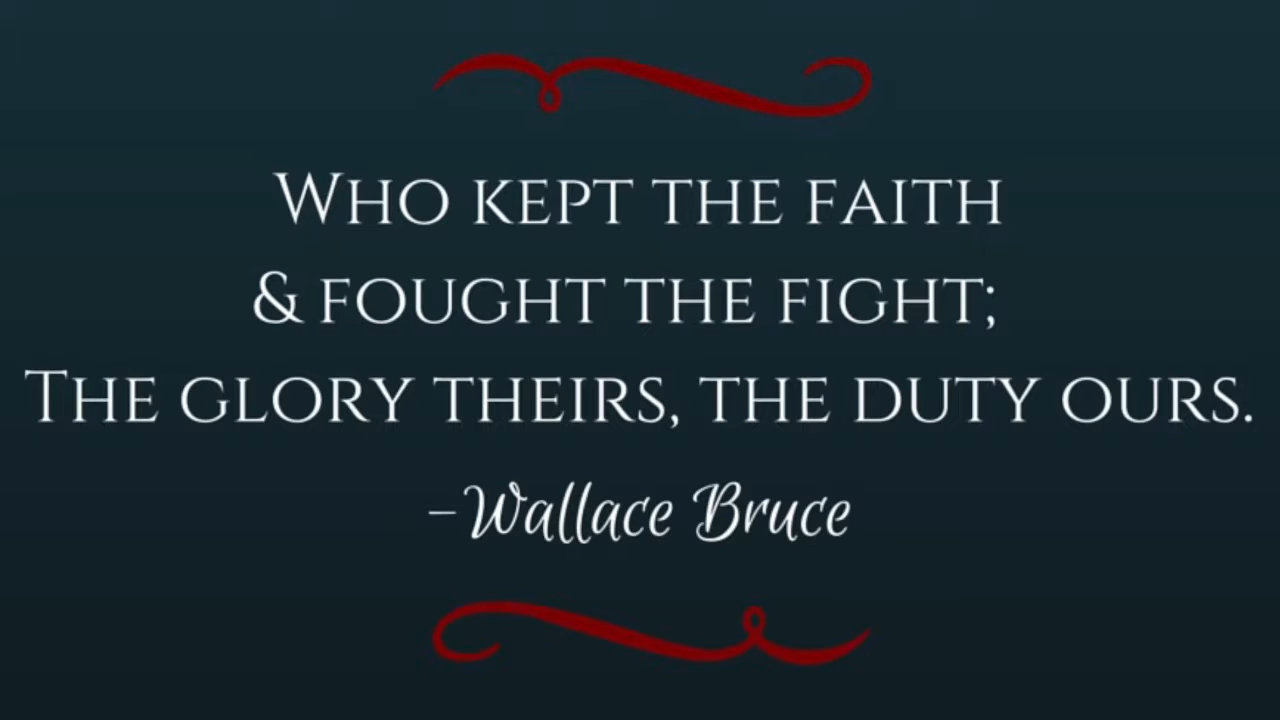 Who kept the faith
& fought the fight;
The glory theirs, the duty ours.
-Wallace Bruce